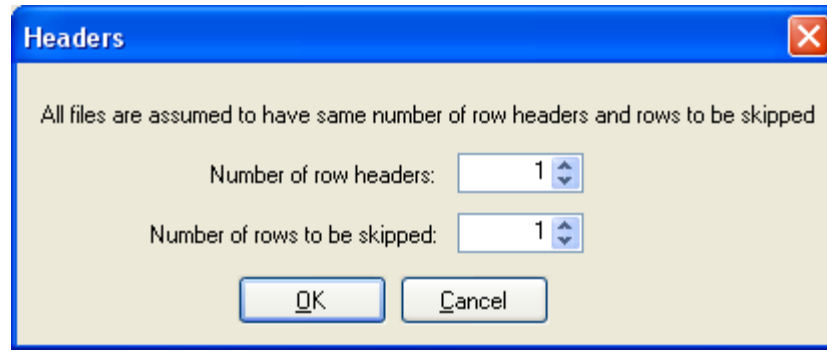 Headers
All files are assumed to have same number of row headers and rows to be skipped
Number of row headers: 1
Number of rows to be skipped: 1
OK Cancel